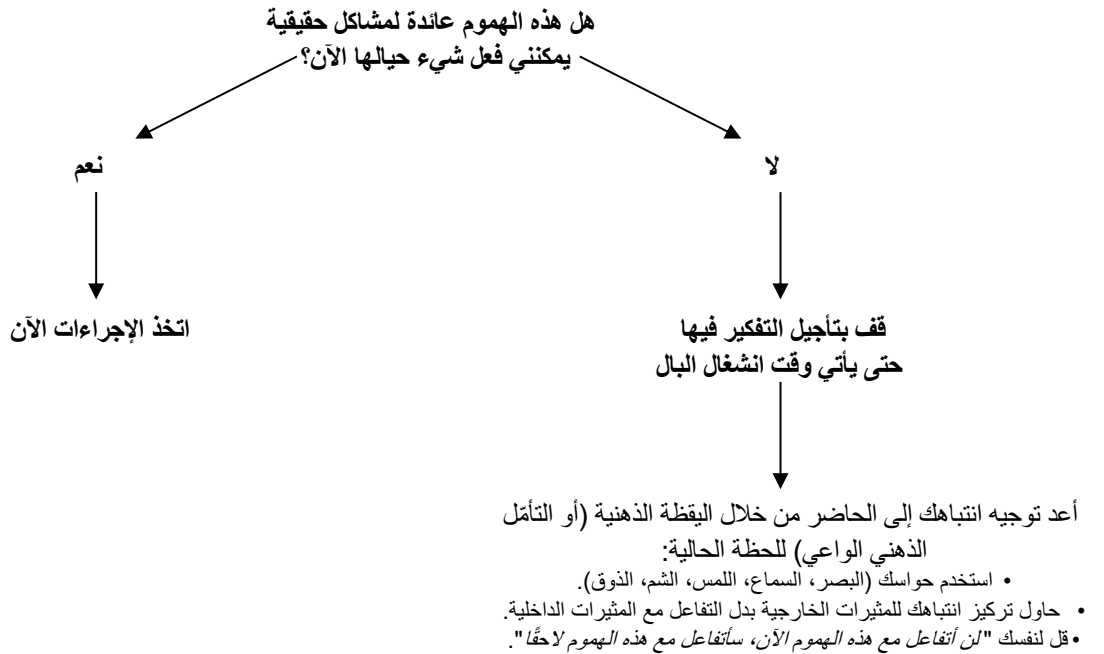 هل هذه الهموم عائدة لمشاكل حقيقية
يمكنني فعل شيء حيالها الآن؟
نعم
لا
اتخذ الإجراءات الآن
قف بتأجيل التفكير فيها
حتى يأتي وقت انشغال البال
أعد توجيه انتباهك إلى الحاضر من خلال اليقظة الذهنية (أو التأمّل
الذهني الواعي) للحظة الحالية:
• استخدم حواسك (البصر، السماع، اللمس، الشم، الذوق).
• حاول تركيز انتباهك للمثيرات الخارجية بدل التفاعل مع المثيرات الداخلية.
• قل لنفسك "لن أتفاعل مع هذه الهموم الآن، سأتفاعل مع هذه الهموم لاحقًا".